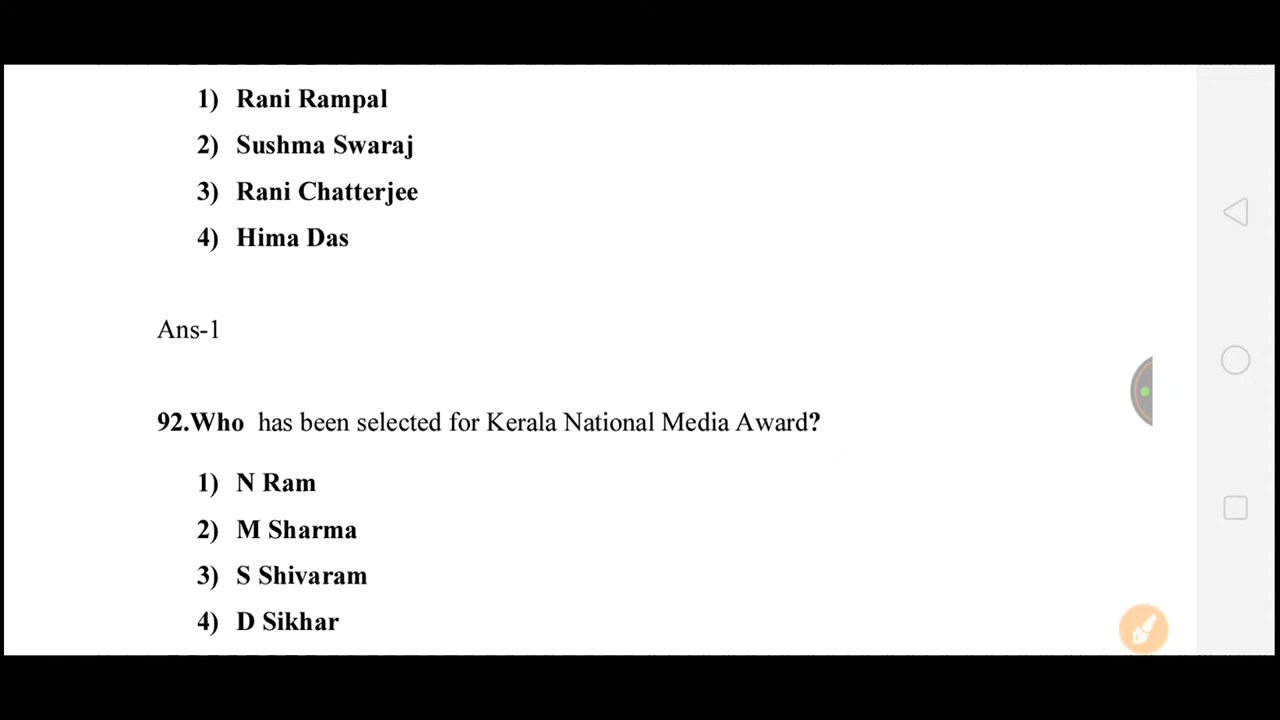 1) Rani Rampal
2) Sushma Swaraj
3) Rani Chatterjee
4) Hima Das
Ans-1
92.Who has been selected for Kerala National Media Award?
1) N Ram
2) M Sharma
3) S Shivaram
4) D Sikhar